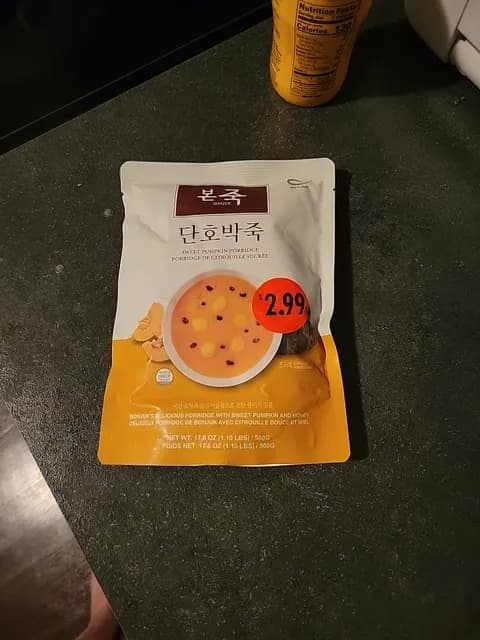 Nutrition Facts
Calories 120
본죽
BONJUK
단호박죽
SWEET PUMPKIN PORRIDGE
PORRIDGE DE CITROUILLE SUCRÉE
$2.99
BONJUK'S DELICIOUS PORRIDGE WITH SWEET PUMPKIN AND HONEY
DÉLICIEUX PORRIDGE DE BONJUK AVEC CITROUILLE DOUCE ET MIEL
NET WT. 17.6 OZ (1.10 LBS) / 500G
POIDS NET. 17.6 OZ (1.10 LBS) / 500G